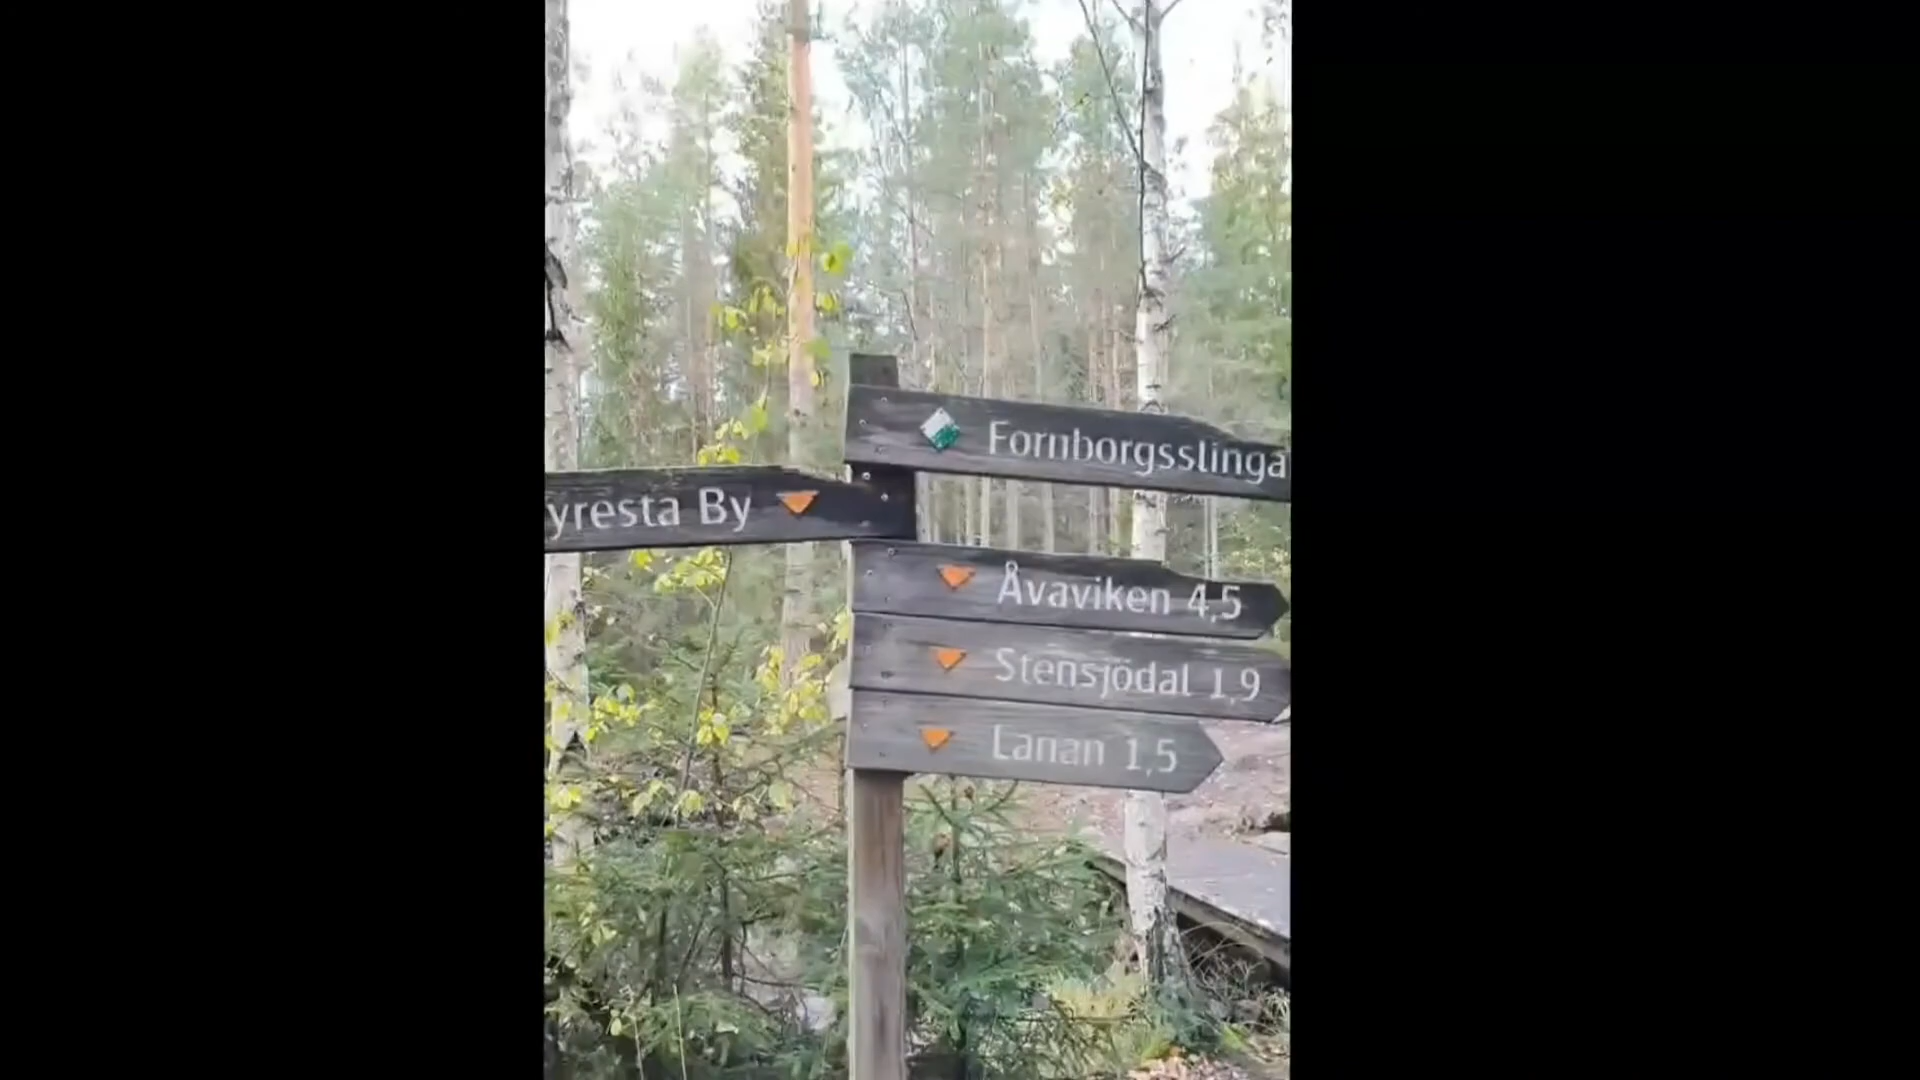 Fornborgsslinga
yresta By
Åvaviken 4,5
Stensjödal 1,9
Lanan 1,5